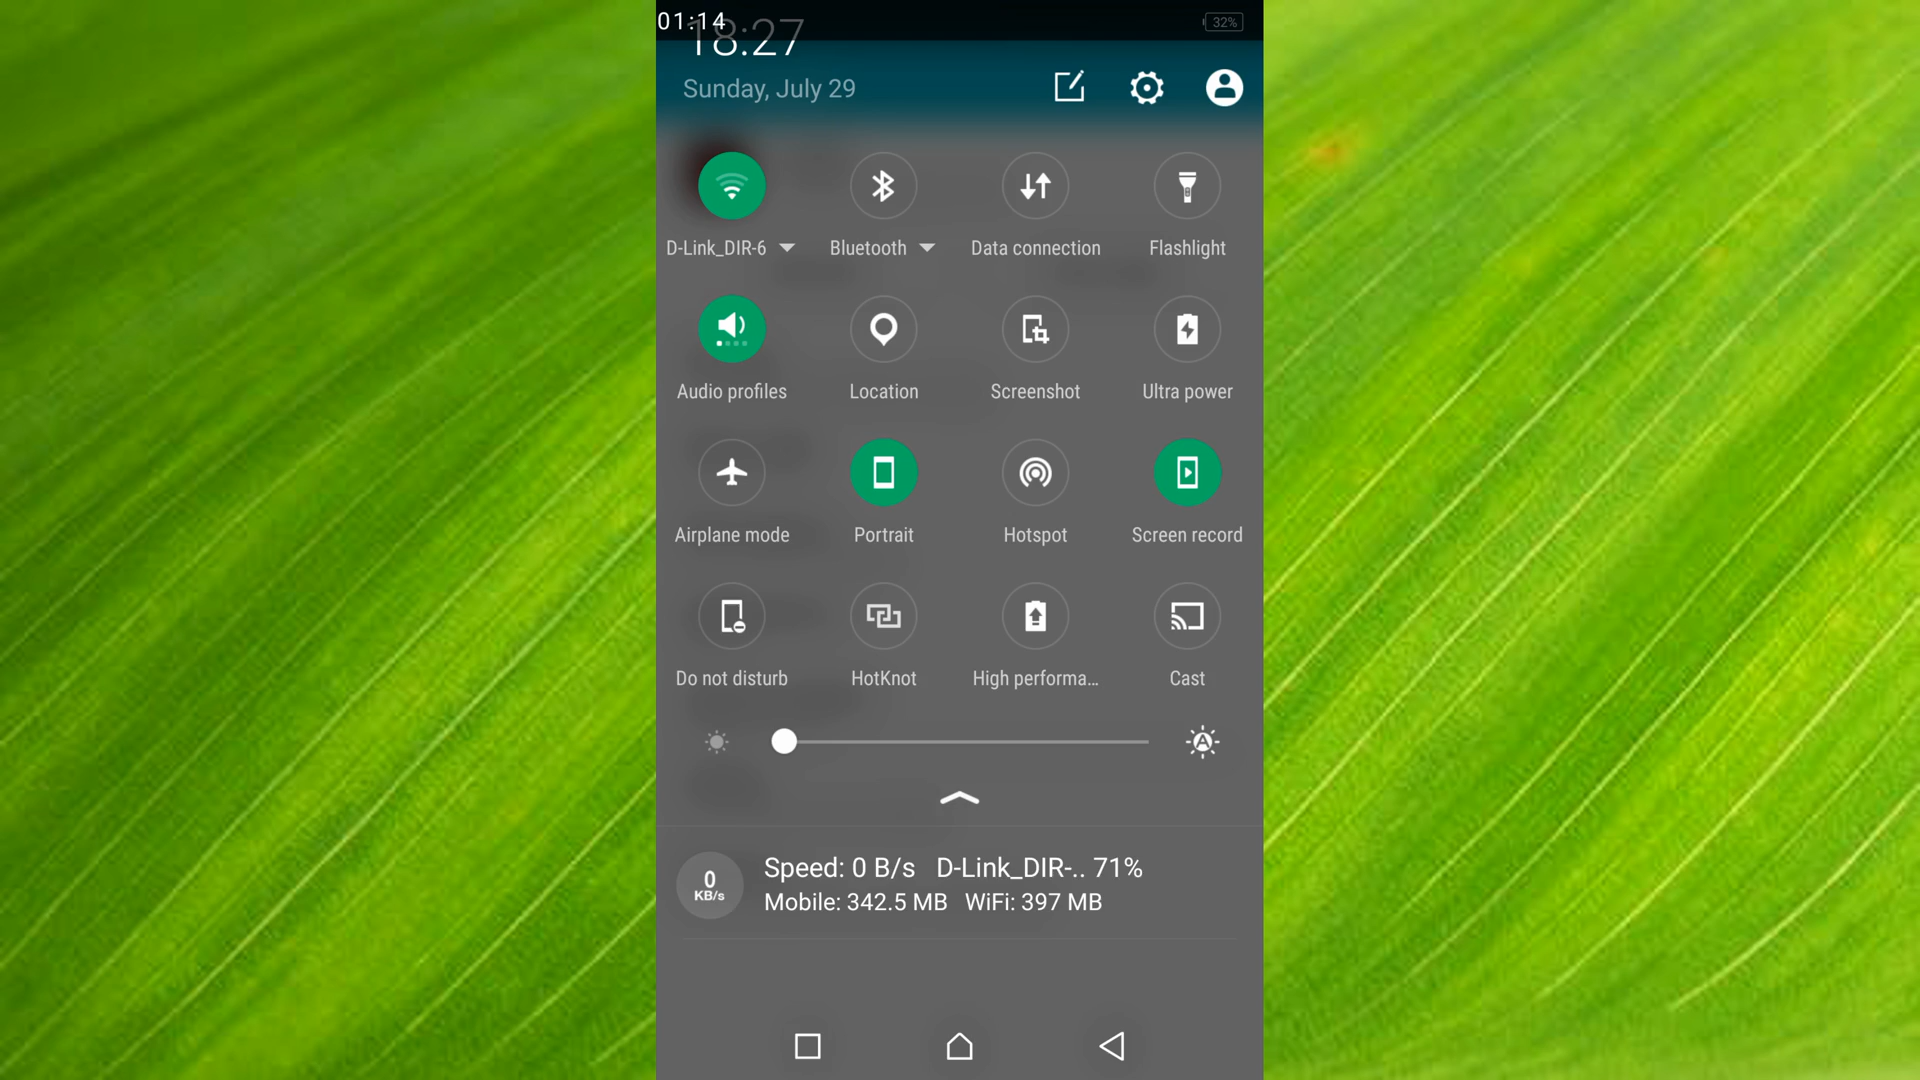 01:14
32%
18:27
Sunday, July 29
D-Link_DIR-6 Bluetooth Data connection Flashlight
Audio profiles Location Screenshot Ultra power
Airplane mode Portrait Hotspot Screen record
Do not disturb HotKnot High performa... Cast
A
0
KB/s
Speed: 0 B/s D-Link_DIR-.. 71%
Mobile: 342.5 MB WiFi: 397 MB